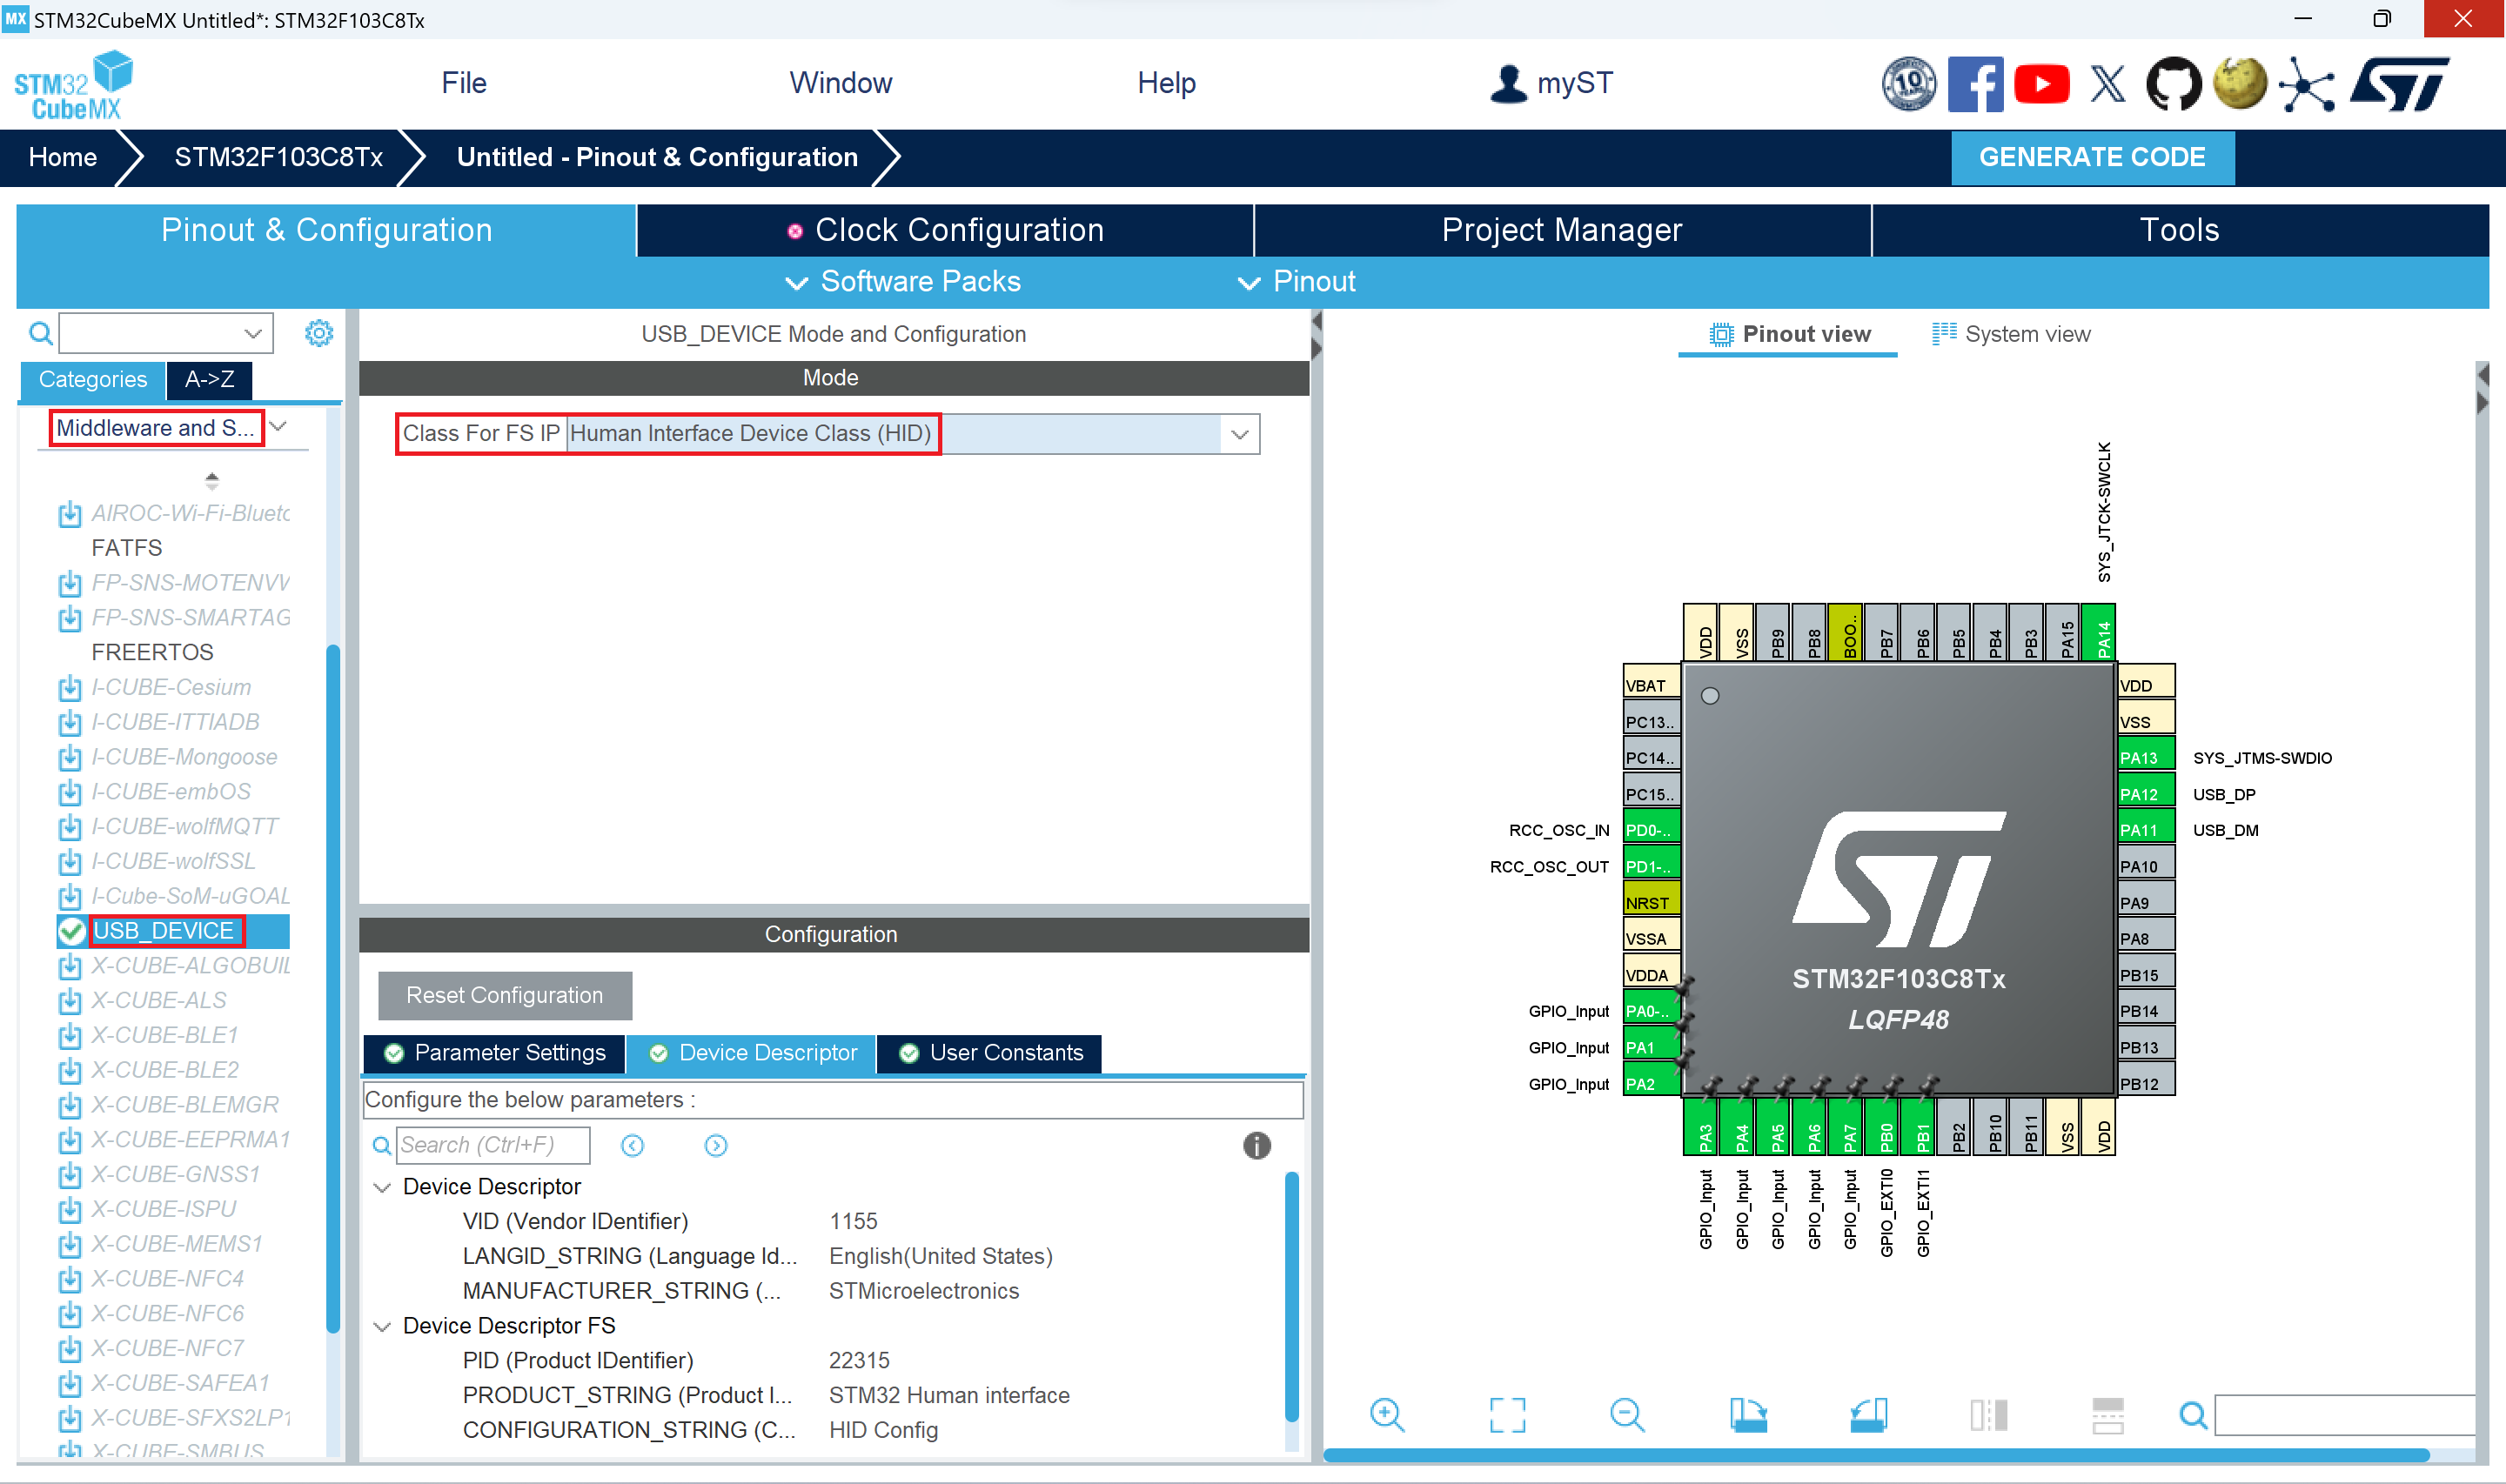 MX STM32CubeMX Untitled*: STM32F103C8Tx
STM32
CubeMX
File
Window
Help
myST
10
Home
STM32F103C8Tx
Untitled - Pinout & Configuration
GENERATE CODE
Pinout & Configuration
Clock Configuration
Project Manager
Tools
Software Packs
Pinout
Categories
A->Z
Middleware and S...
AIROC-Wi-Fi-Bluetc
FATFS
FP-SNS-MOTENVV
FP-SNS-SMARTAG
FREERTOS
I-CUBE-Cesium
I-CUBE-ITTIADB
I-CUBE-Mongoose
I-CUBE-embOS
I-CUBE-wolfMQTT
I-CUBE-wolfSSL
I-Cube-SoM-uGOAL
USB_DEVICE
X-CUBE-ALGOBUIL
X-CUBE-ALS
X-CUBE-BLE1
X-CUBE-BLE2
X-CUBE-BLEMGR
X-CUBE-EEPRMA1
X-CUBE-GNSS1
X-CUBE-ISPU
X-CUBE-MEMS1
X-CUBE-NFC4
X-CUBE-NFC6
X-CUBE-NFC7
X-CUBE-SAFEA1
X-CUBE-SFXS2LP1
X-CUBE-SMBUS
USB_DEVICE Mode and Configuration
Mode
Class For FS IP Human Interface Device Class (HID)
Configuration
Reset Configuration
Parameter Settings
Device Descriptor
User Constants
Configure the below parameters :
Search (Ctrl+F)
Device Descriptor
VID (Vendor IDentifier) 1155
LANGID_STRING (Language Id... English(United States)
MANUFACTURER_STRING (... STMicroelectronics
Device Descriptor FS
PID (Product IDentifier) 22315
PRODUCT_STRING (Product I... STM32 Human interface
CONFIGURATION_STRING (C... HID Config
Pinout view
System view
SYS_JTCK-SWCLK
VDD
VSS
PB9
PB8
BOO..
PB7
PB6
PB5
PB4
PB3
PA15
PA14
VBAT
PC13..
PC14..
PC15..
RCC_OSC_IN PD0-..
RCC_OSC_OUT PD1-..
NRST
VSSA
VDDA
GPIO_Input PA0-..
GPIO_Input PA1
GPIO_Input PA2
VDD
VSS
PA13 SYS_JTMS-SWDIO
PA12 USB_DP
PA11 USB_DM
PA10
PA9
PA8
PB15
PB14
PB13
PB12
ST
STM32F103C8Tx
LQFP48
PA3
PA4
PA5
PA6
PA7
PB0
PB1
PB2
PB10
PB11
VSS
VDD
GPIO_Input
GPIO_Input
GPIO_Input
GPIO_Input
GPIO_Input
GPIO_EXTI0
GPIO_EXTI1